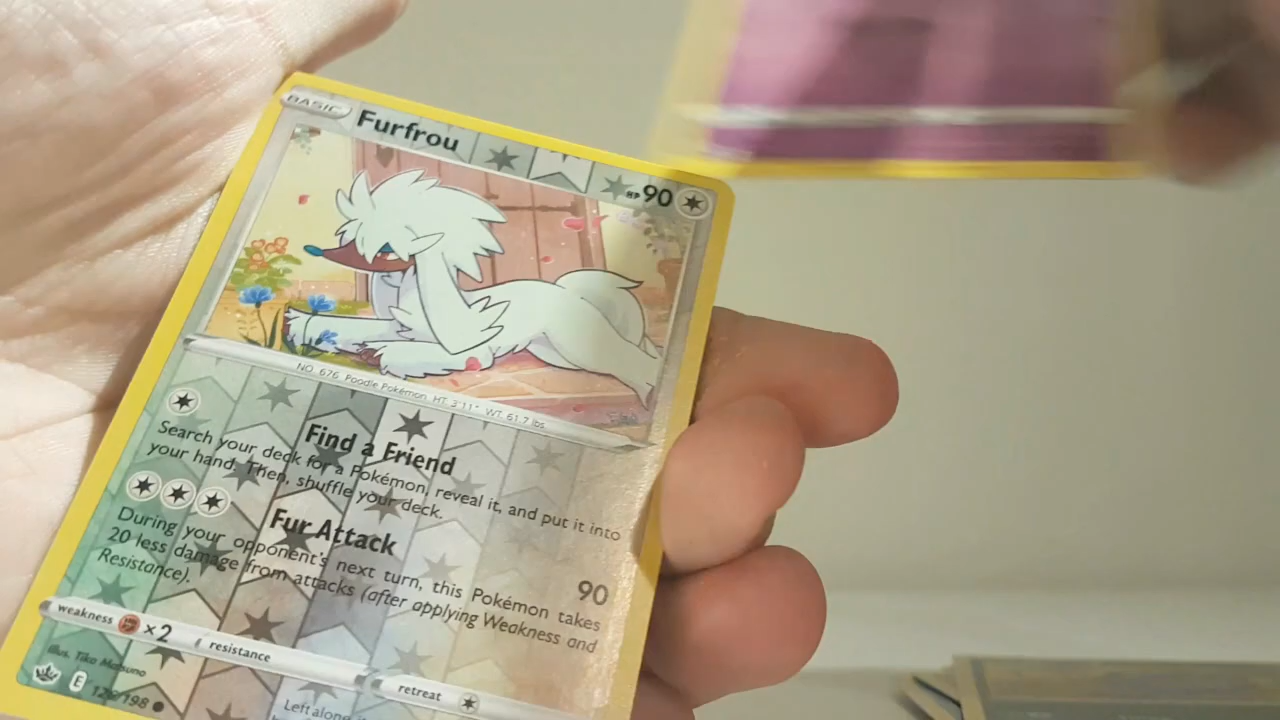 BASIC
Furfrou
HP 90
NO. 676 Poodle Pokémon HT: 3'11" WT: 61.7 lbs.
Find a Friend
Search your deck for a Pokémon, reveal it, and put it into
your hand. Then, shuffle your deck.
Fur Attack
90
During your opponent's next turn, this Pokémon takes
20 less damage from attacks (after applying Weakness and
Resistance).
weakness ×2 resistance
retreat
Illus. Tika Matsuno
E /198
Left alone